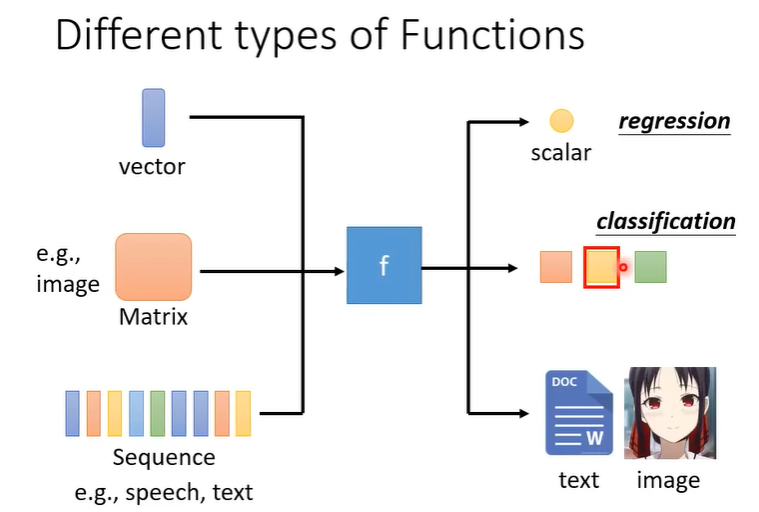 Different types of Functions
vector
e.g.,
image
Matrix
Sequence
e.g., speech, text
f
scalar
regression
classification
DOC
W
text
image